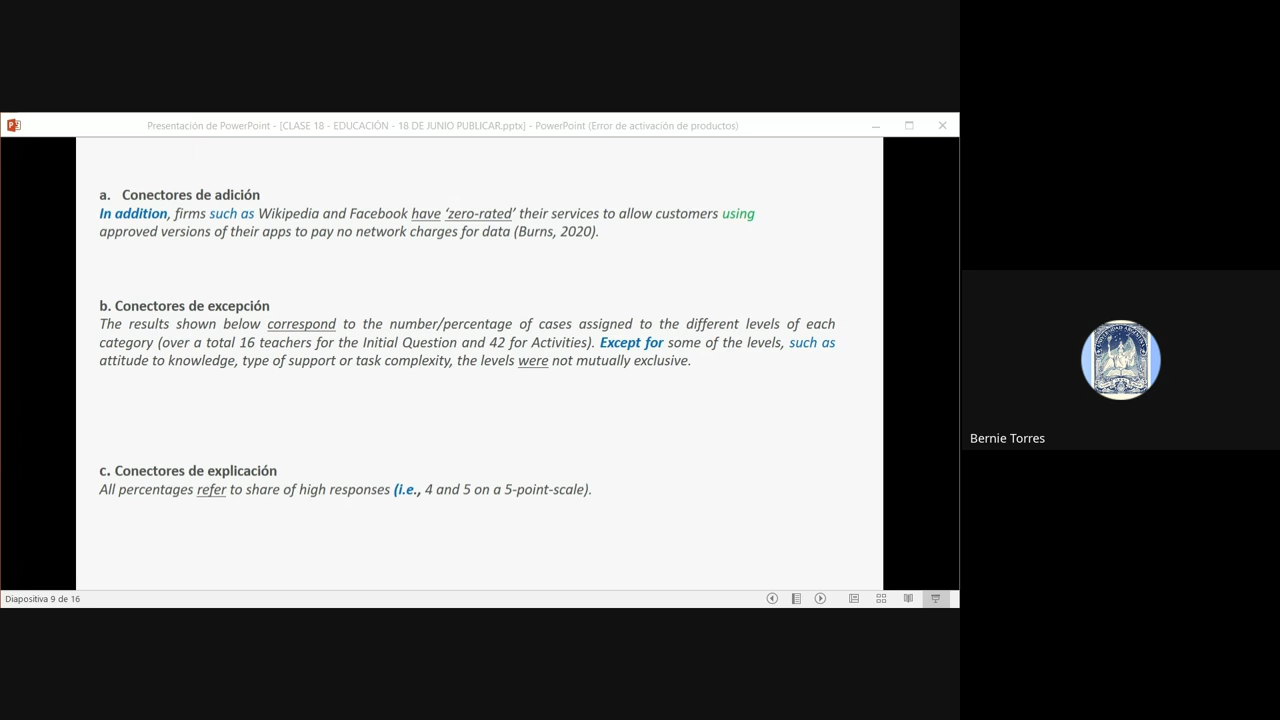 Presentación de PowerPoint - [CLASE 18 - EDUCACIÓN - 18 DE JUNIO PUBLICAR.pptx] - PowerPoint (Error de activación de productos)
a. Conectores de adición
In addition, firms such as Wikipedia and Facebook have ‘zero-rated’ their services to allow customers using
approved versions of their apps to pay no network charges for data (Burns, 2020).
b. Conectores de excepción
The results shown below correspond to the number/percentage of cases assigned to the different levels of each
category (over a total 16 teachers for the Initial Question and 42 for Activities). Except for some of the levels, such as
attitude to knowledge, type of support or task complexity, the levels were not mutually exclusive.
c. Conectores de explicación
All percentages refer to share of high responses (i.e., 4 and 5 on a 5-point-scale).
Diapositiva 9 de 16
Bernie Torres